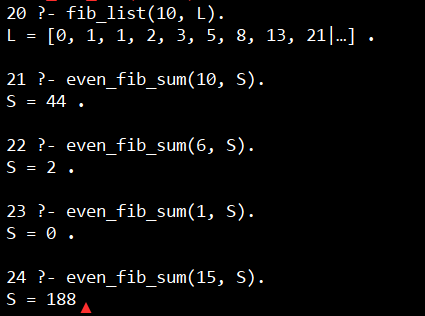 20 ?- fib_list(10, L).
L = [0, 1, 1, 2, 3, 5, 8, 13, 21|…] .
21 ?- even_fib_sum(10, S).
S = 44 .
22 ?- even_fib_sum(6, S).
S = 2 .
23 ?- even_fib_sum(1, S).
S = 0 .
24 ?- even_fib_sum(15, S).
S = 188